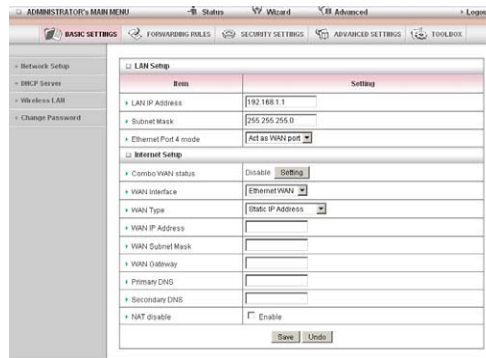 ADMINISTRATOR's MAIN MENU Status Wizard Advanced Logout
BASIC SETTINGS FORWARDING RULES SECURITY SETTINGS ADVANCED SETTINGS TOOLBOX
Network Setup
DHCP Server
Wireless LAN
Change Password
LAN Setup
Item Setting
LAN IP Address 192.168.1.1
Subnet Mask 255.255.255.0
Ethernet Port 4 mode Act as WAN port
Internet Setup
Combo WAN status Disable Setting
WAN Interface Ethernet WAN
WAN Type Static IP Address
WAN IP Address
WAN Subnet Mask
WAN Gateway
Primary DNS
Secondary DNS
NAT disable Enable
Save Undo